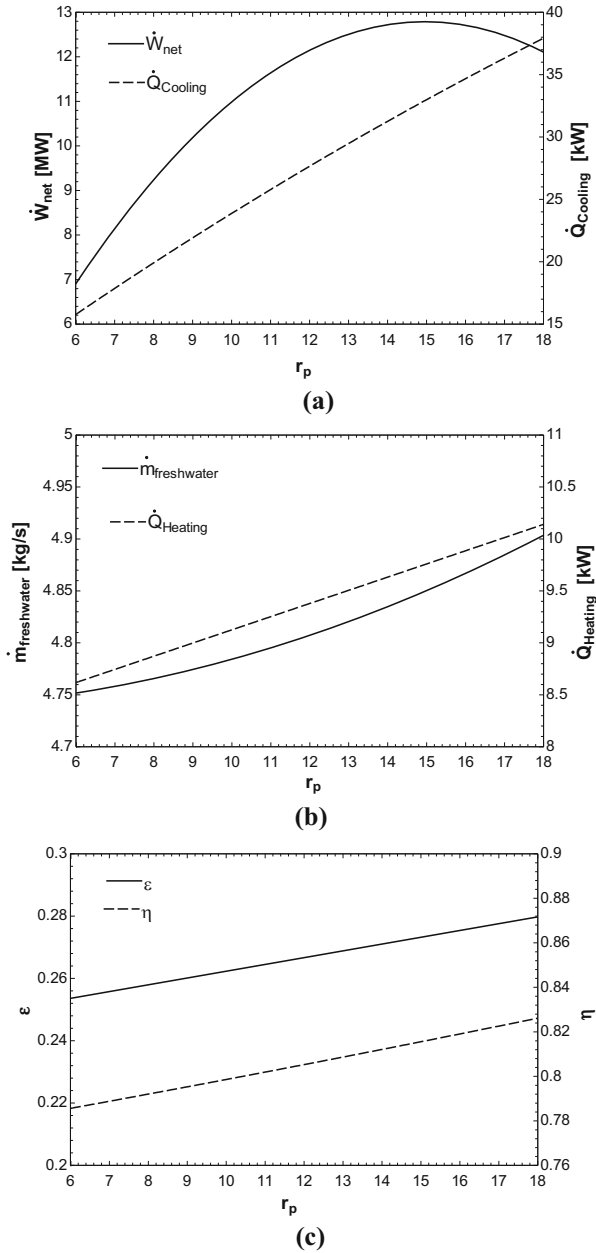 13
12
11
10
9
8
7
6
Ẇnet [MW]
Ẇnet
Q̇Cooling
40
35
30
25
20
15
Q̇Cooling [kW]
6 7 8 9 10 11 12 13 14 15 16 17 18
rp
(a)
5
4.95
4.9
4.85
4.8
4.75
4.7
ṁfreshwater [kg/s]
ṁfreshwater
Q̇Heating
11
10.5
10
9.5
9
8.5
8
Q̇Heating [kW]
6 7 8 9 10 11 12 13 14 15 16 17 18
rp
(b)
0.3
0.28
0.26
0.24
0.22
0.2
ε
ε
η
0.9
0.88
0.86
0.84
0.82
0.8
0.78
0.76
η
6 7 8 9 10 11 12 13 14 15 16 17 18
rp
(c)